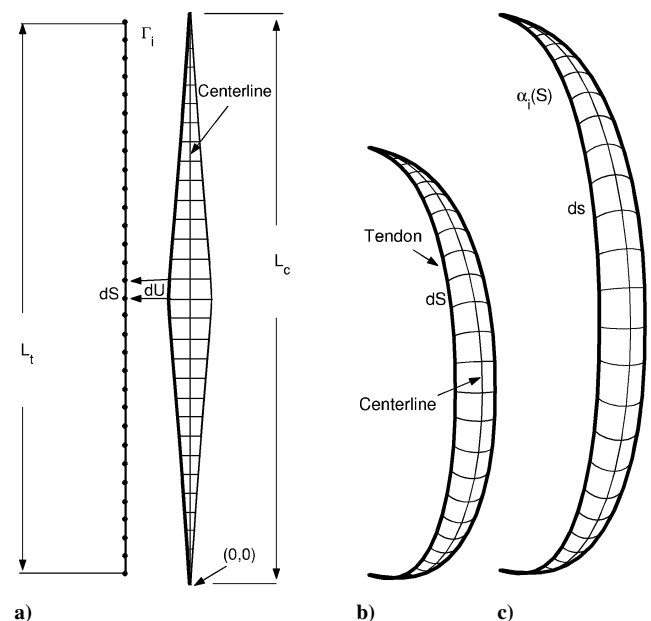 Γi
Centerline
dS
dU
Lc
Lt
(0,0)
a)
Tendon
dS
Centerline
b)
αi(S)
ds
c)